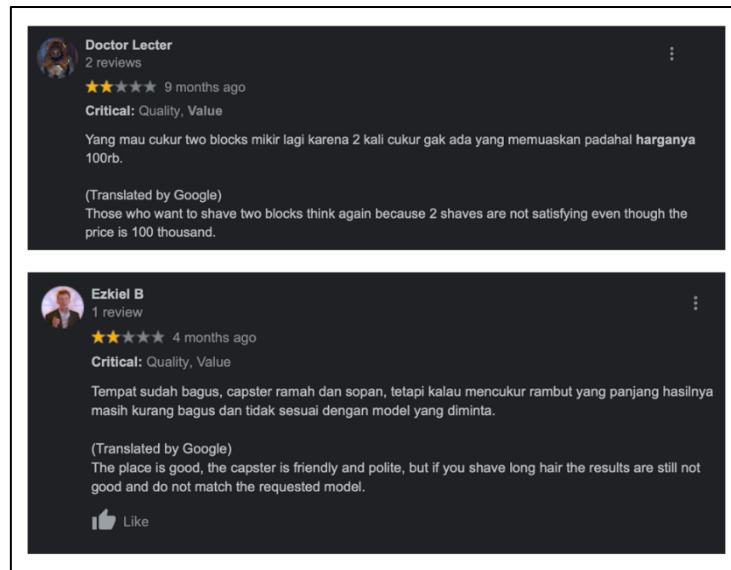 Doctor Lecter
2 reviews
9 months ago
Critical: Quality, Value
Yang mau cukur two blocks mikir lagi karena 2 kali cukur gak ada yang memuaskan padahal harganya
100rb.
(Translated by Google)
Those who want to shave two blocks think again because 2 shaves are not satisfying even though the
price is 100 thousand.
Ezkiel B
1 review
4 months ago
Critical: Quality, Value
Tempat sudah bagus, capster ramah dan sopan, tetapi kalau mencukur rambut yang panjang hasilnya
masih kurang bagus dan tidak sesuai dengan model yang diminta.
(Translated by Google)
The place is good, the capster is friendly and polite, but if you shave long hair the results are still not
good and do not match the requested model.
Like